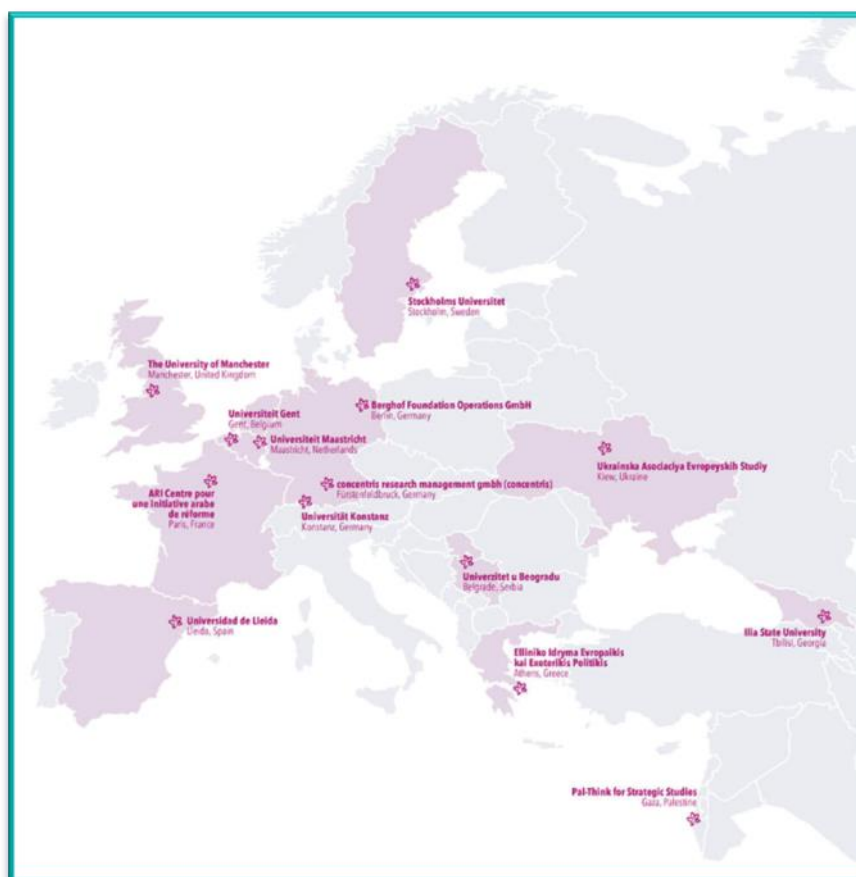 Stockholms Universitet
Stockholm, Sweden
The University of Manchester
Manchester, United Kingdom
Berghof Foundation Operations GmbH
Berlin, Germany
Universiteit Gent
Gent, Belgium
Universiteit Maastricht
Maastricht, Netherlands
Ukrainska Asociaciya Evropeyskih Studiy
Kiew, Ukraine
concentris research management gmbh (concentris)
Fürstenfeldbruck, Germany
ARI Centre pour
une initiative arabe
de réforme
Paris, France
Universität Konstanz
Konstanz, Germany
Univerzitet u Beogradu
Belgrade, Serbia
Universidad de Lleida
Lleida, Spain
Ilia State University
Tbilisi, Georgia
Elliniko Idryma Evropaikis
kai Exoterikis Politikis
Athens, Greece
Pal-Think for Strategic Studies
Gaza, Palestine